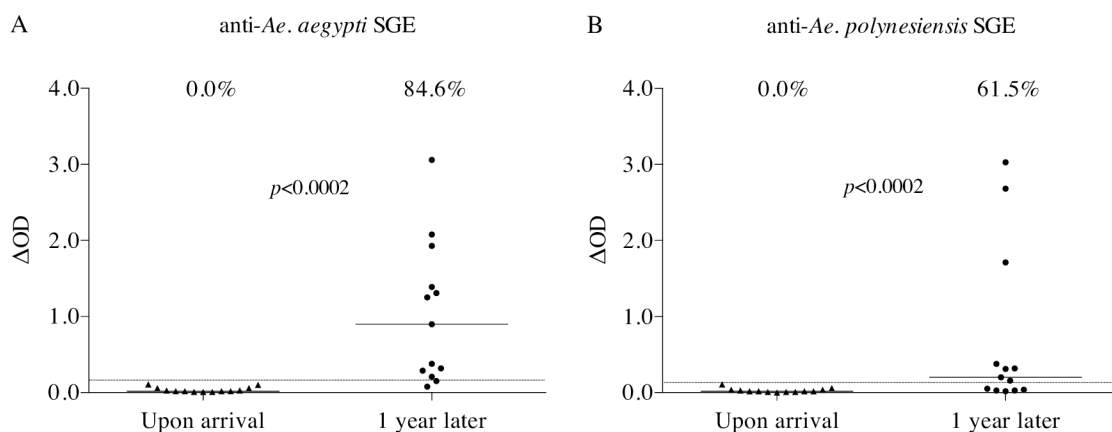 A
anti-Ae. aegypti SGE
4.0
3.0
2.0
1.0
0.0
ΔOD
0.0%
84.6%
p<0.0002
Upon arrival
1 year later
B
anti-Ae. polynesiensis SGE
4.0
3.0
2.0
1.0
0.0
ΔOD
0.0%
61.5%
p<0.0002
Upon arrival
1 year later